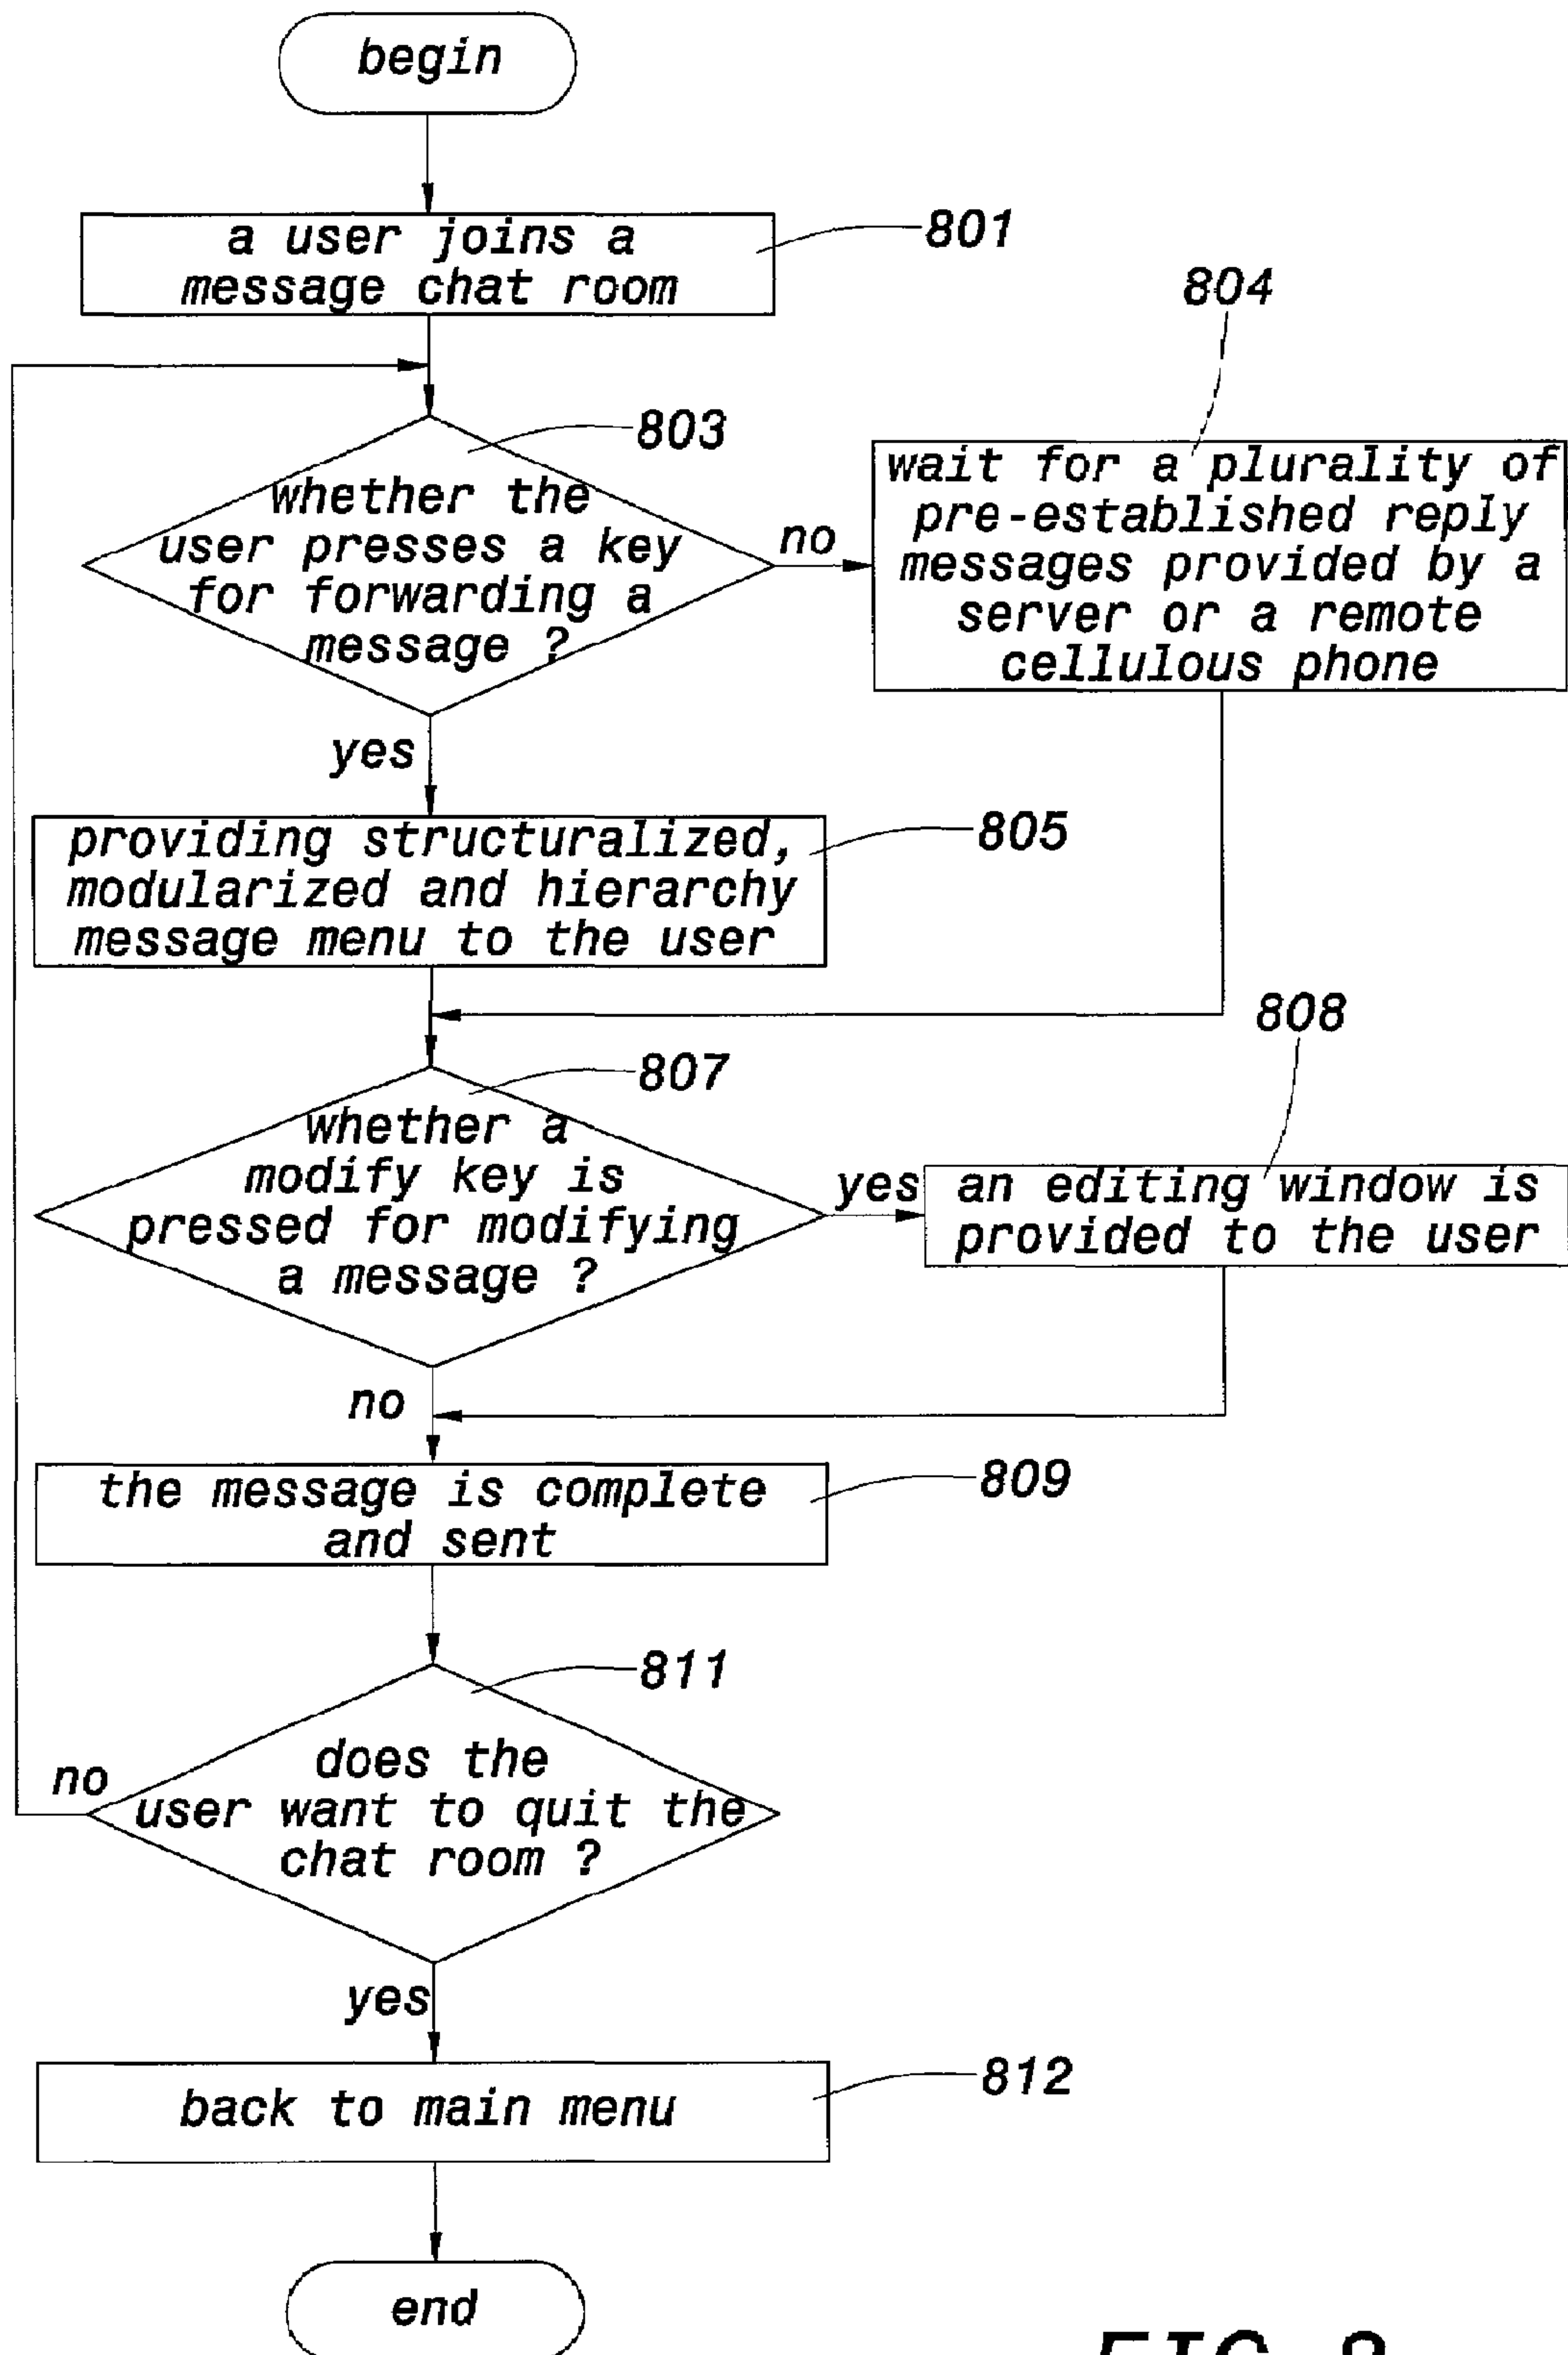 begin
a user joins a
message chat room
801
804
803
whether the
user presses a key
for forwarding a
message ?
no
wait for a plurality of
pre-established reply
messages provided by a
server or a remote
cellulous phone
yes
providing structuralized,
modularized and hierarchy
message menu to the user
805
808
807
whether a
modify key is
pressed for modifying
a message ?
yes
an editing window is
provided to the user
no
the message is complete
and sent
809
811
does the
user want to quit the
chat room ?
no
yes
back to main menu
812
end